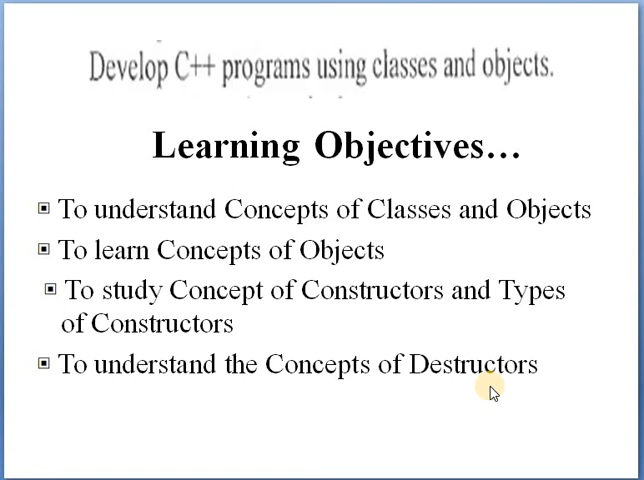 Develop C++ programs using classes and objects.
Learning Objectives...
To understand Concepts of Classes and Objects
To learn Concepts of Objects
To study Concept of Constructors and Types
of Constructors
To understand the Concepts of Destructors